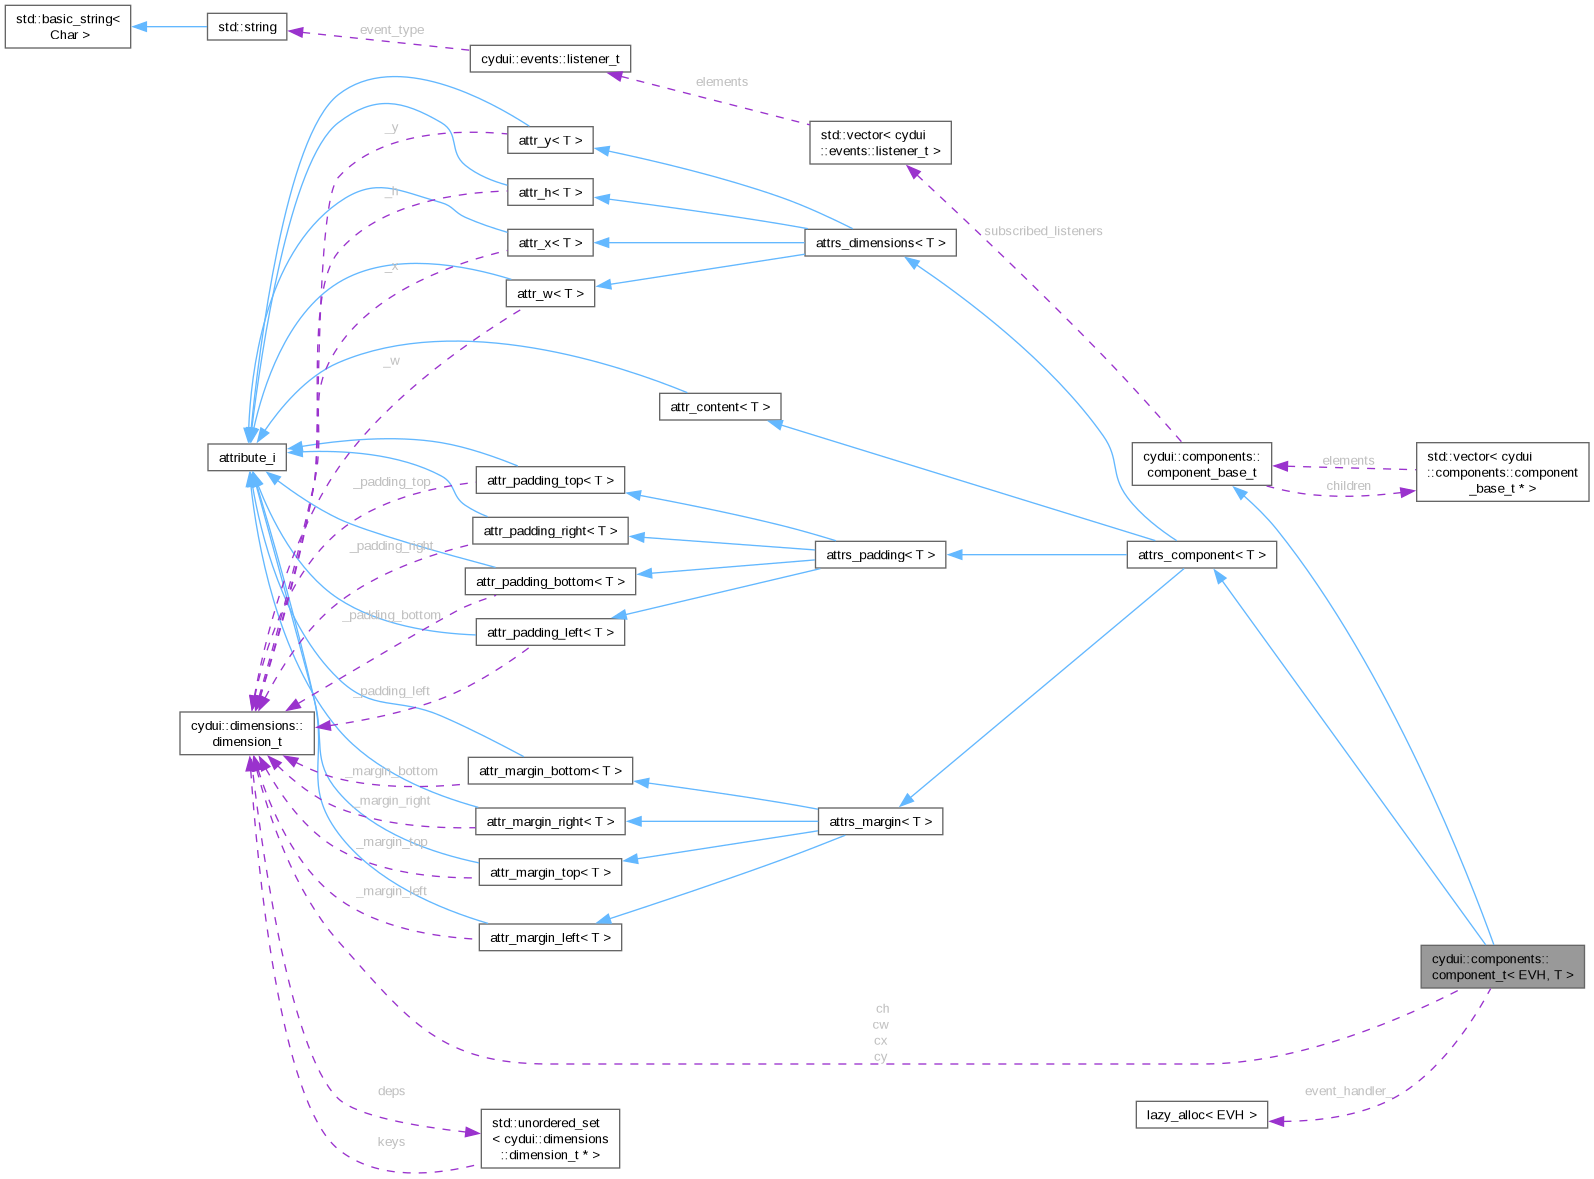 std::basic_string<
Char >
std::string
event_type
cydui::events::listener_t
elements
std::vector< cydui
::events::listener_t >
_y
attr_y< T >
_h
attr_h< T >
subscribed_listeners
attr_x< T >
attrs_dimensions< T >
_x
attr_w< T >
_w
attr_content< T >
attribute_i
cydui::components::
component_base_t
elements
children
std::vector< cydui
::components::component
_base_t * >
_padding_top
attr_padding_top< T >
attr_padding_right< T >
_padding_right
attrs_padding< T >
attrs_component< T >
attr_padding_bottom< T >
_padding_bottom
attr_padding_left< T >
_padding_left
cydui::dimensions::
dimension_t
_margin_bottom
attr_margin_bottom< T >
_margin_right
attr_margin_right< T >
attrs_margin< T >
_margin_top
attr_margin_top< T >
_margin_left
attr_margin_left< T >
cydui::components::
component_t< EVH, T >
ch
cw
cx
cy
deps
event_handler_
lazy_alloc< EVH >
keys
std::unordered_set
< cydui::dimensions
::dimension_t * >